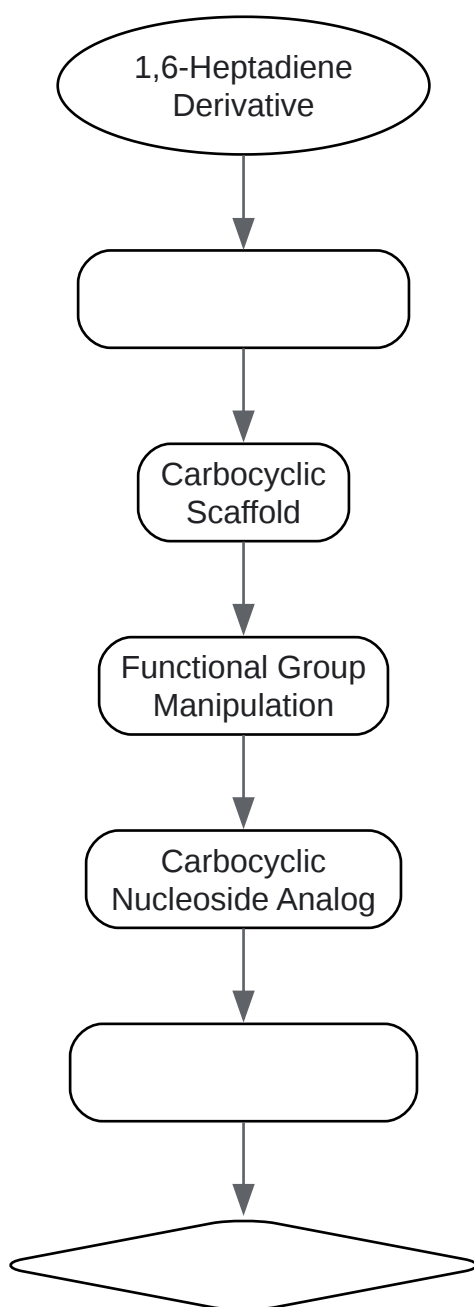 1,6-Heptadiene
Derivative
Carbocyclic
Scaffold
Functional Group
Manipulation
Carbocyclic
Nucleoside Analog